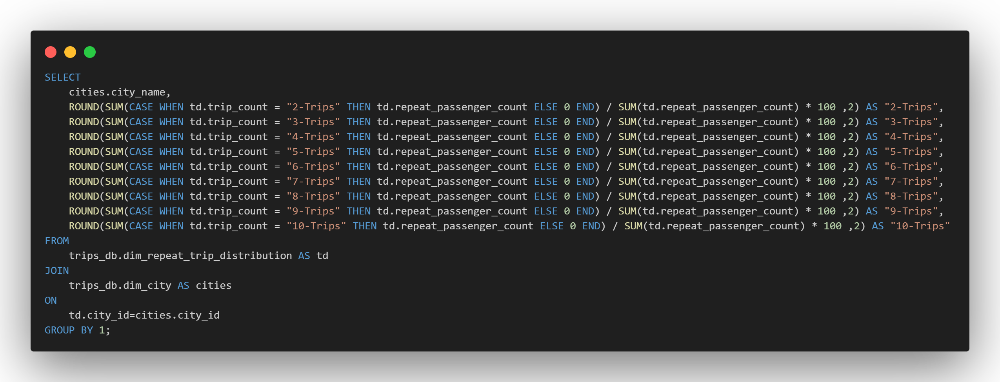 SELECT
    cities.city_name,
    ROUND(SUM(CASE WHEN td.trip_count = "2-Trips" THEN td.repeat_passenger_count ELSE 0 END) / SUM(td.repeat_passenger_count) * 100 ,2) AS "2-Trips",
    ROUND(SUM(CASE WHEN td.trip_count = "3-Trips" THEN td.repeat_passenger_count ELSE 0 END) / SUM(td.repeat_passenger_count) * 100 ,2) AS "3-Trips",
    ROUND(SUM(CASE WHEN td.trip_count = "4-Trips" THEN td.repeat_passenger_count ELSE 0 END) / SUM(td.repeat_passenger_count) * 100 ,2) AS "4-Trips",
    ROUND(SUM(CASE WHEN td.trip_count = "5-Trips" THEN td.repeat_passenger_count ELSE 0 END) / SUM(td.repeat_passenger_count) * 100 ,2) AS "5-Trips",
    ROUND(SUM(CASE WHEN td.trip_count = "6-Trips" THEN td.repeat_passenger_count ELSE 0 END) / SUM(td.repeat_passenger_count) * 100 ,2) AS "6-Trips",
    ROUND(SUM(CASE WHEN td.trip_count = "7-Trips" THEN td.repeat_passenger_count ELSE 0 END) / SUM(td.repeat_passenger_count) * 100 ,2) AS "7-Trips",
    ROUND(SUM(CASE WHEN td.trip_count = "8-Trips" THEN td.repeat_passenger_count ELSE 0 END) / SUM(td.repeat_passenger_count) * 100 ,2) AS "8-Trips",
    ROUND(SUM(CASE WHEN td.trip_count = "9-Trips" THEN td.repeat_passenger_count ELSE 0 END) / SUM(td.repeat_passenger_count) * 100 ,2) AS "9-Trips",
    ROUND(SUM(CASE WHEN td.trip_count = "10-Trips" THEN td.repeat_passenger_count ELSE 0 END) / SUM(td.repeat_passenger_count) * 100 ,2) AS "10-Trips"
FROM
    trips_db.dim_repeat_trip_distribution AS td
JOIN
    trips_db.dim_city AS cities
ON
    td.city_id=cities.city_id
GROUP BY 1;